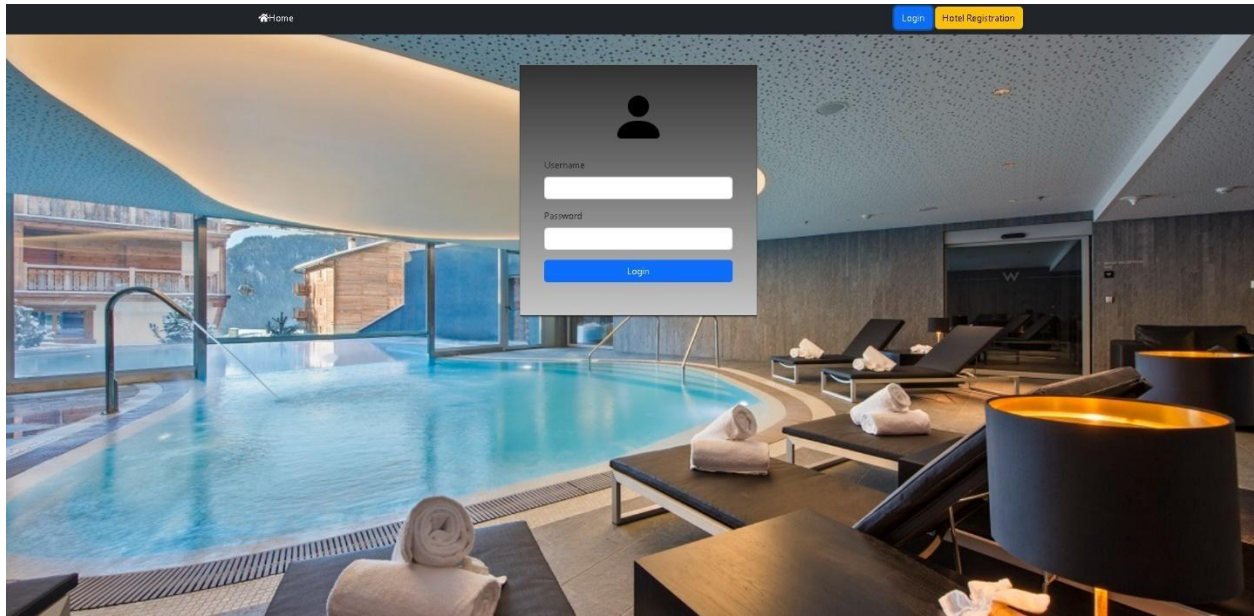 Home
Login
Hotel Registration
Username
Password
Login
W